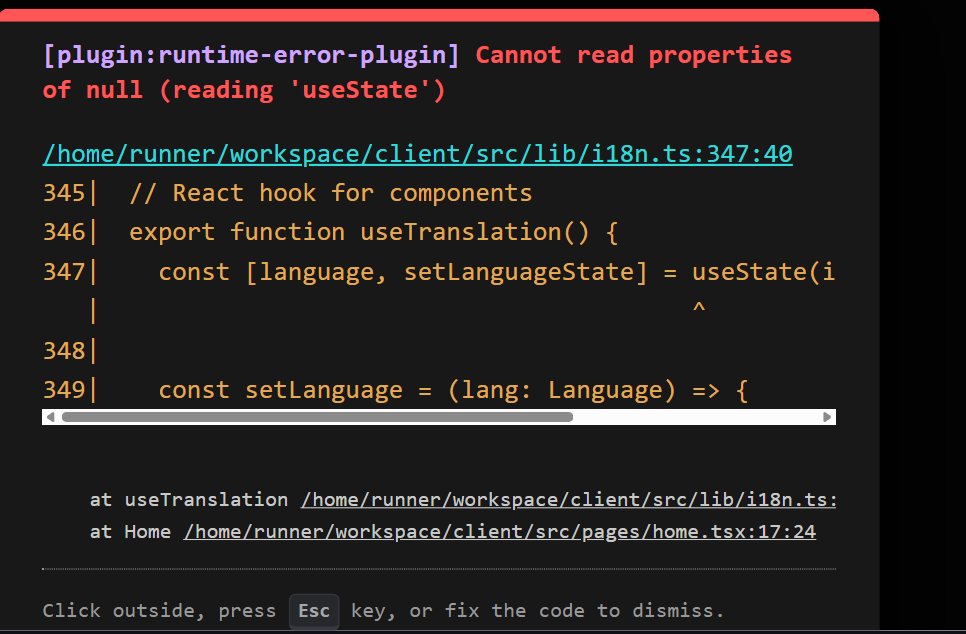 [plugin:runtime-error-plugin] Cannot read properties
of null (reading 'useState')
/home/runner/workspace/client/src/lib/i18n.ts:347:40
345|  // React hook for components
346|  export function useTranslation() {
347|    const [language, setLanguageState] = useState(i
   |                                         ^
348|
349|    const setLanguage = (lang: Language) => {
at useTranslation /home/runner/workspace/client/src/lib/i18n.ts:
at Home /home/runner/workspace/client/src/pages/home.tsx:17:24
Click outside, press Esc key, or fix the code to dismiss.